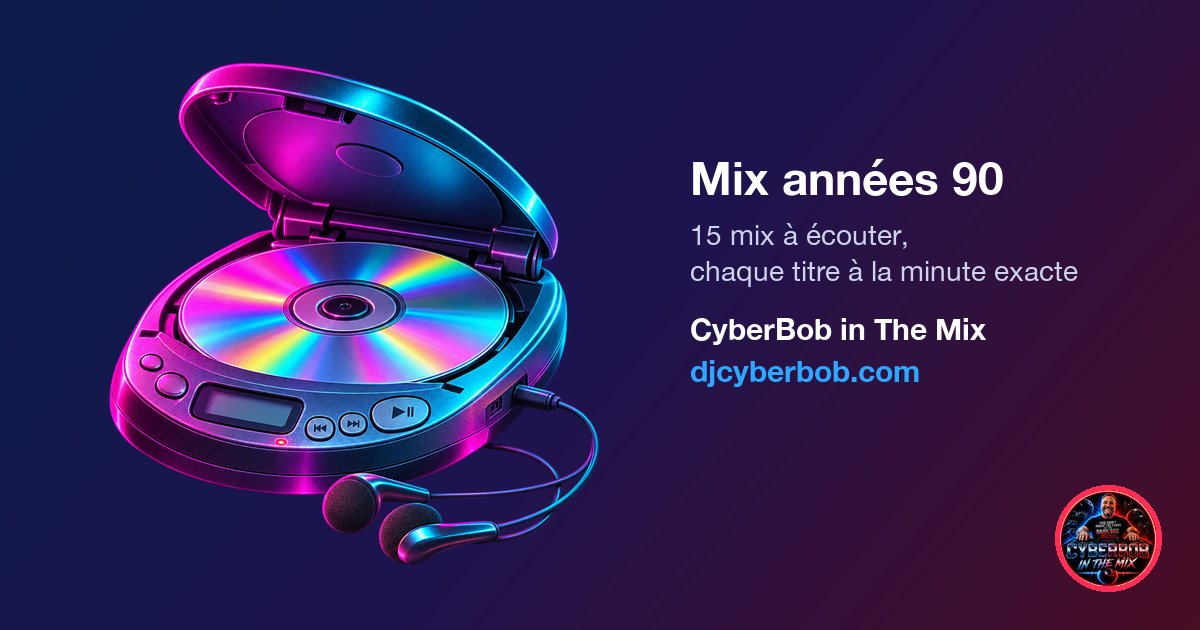 Mix années 90
15 mix à écouter,
chaque titre à la minute exacte
CyberBob in The Mix
djcyberbob.com
CYBERBOB
IN THE MIX